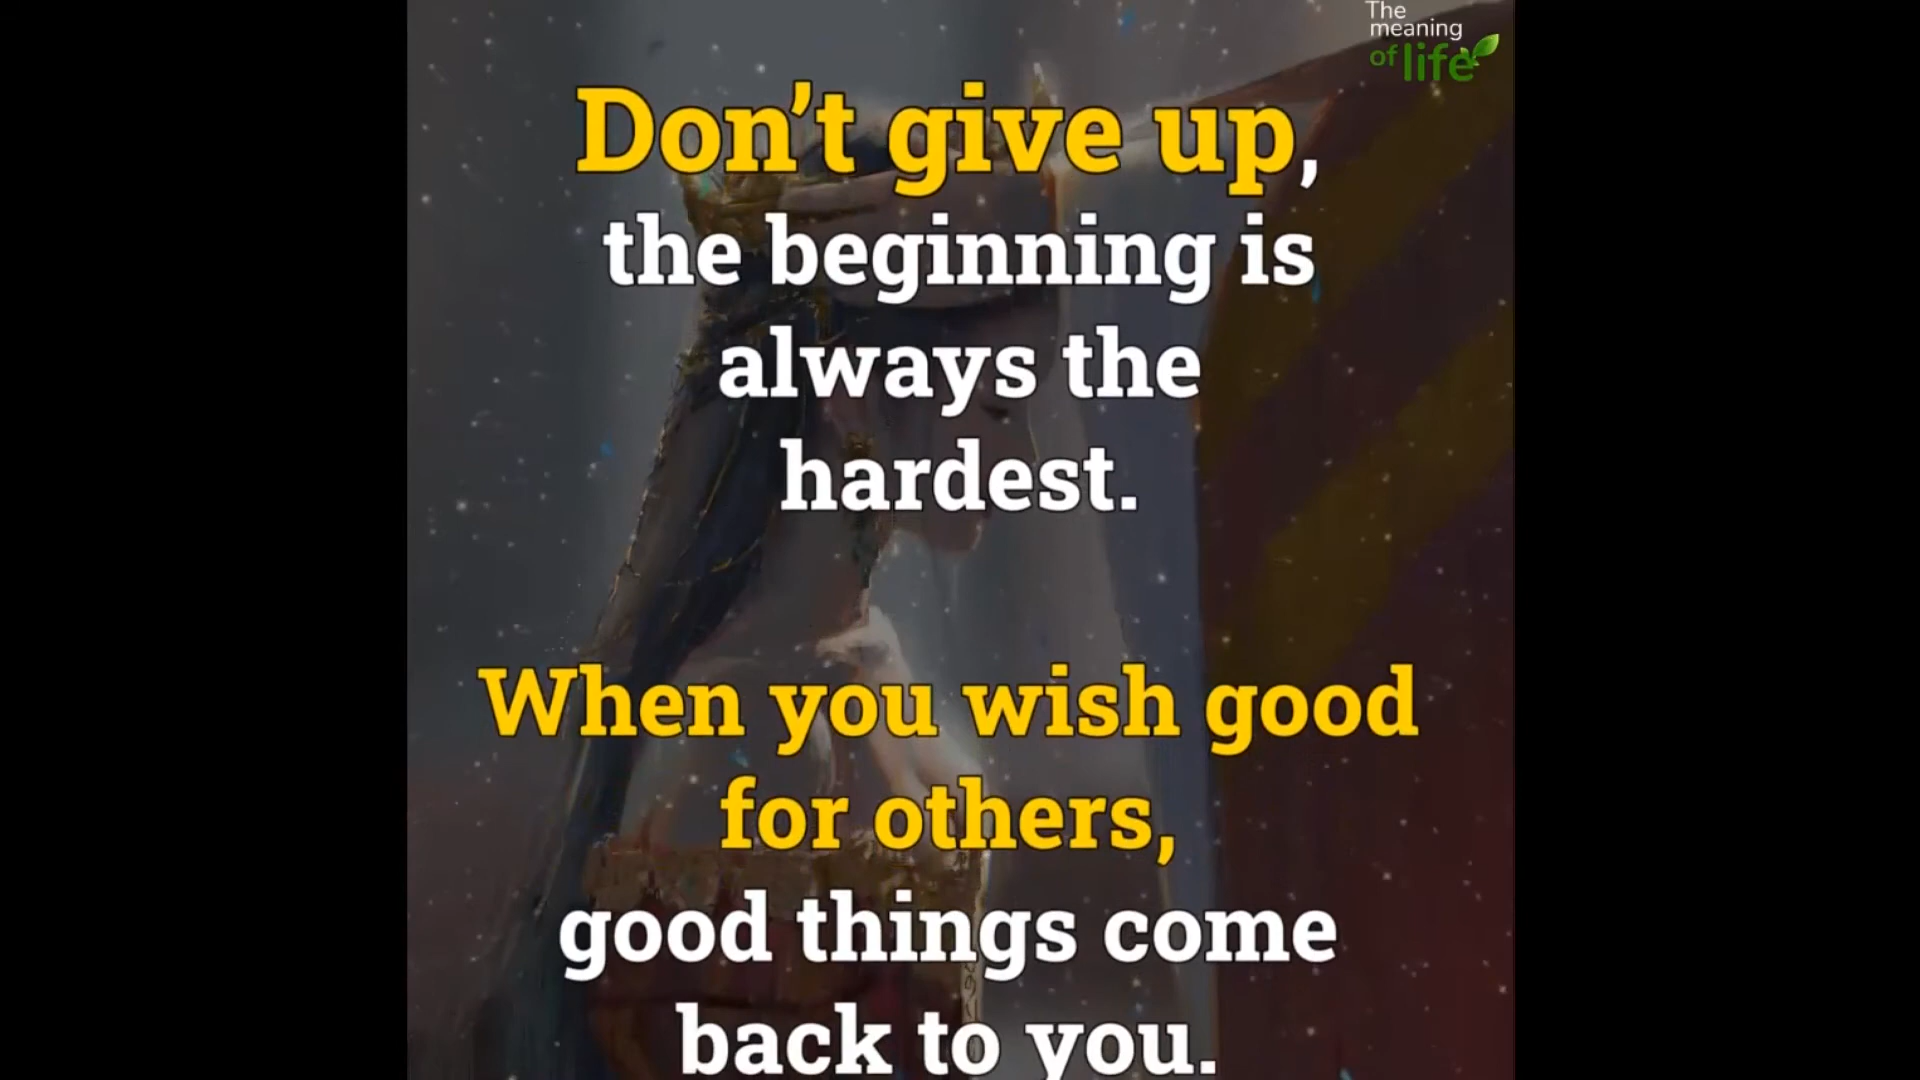 The
meaning
of life
Don't give up,
the beginning is
always the
hardest.
When you wish good
for others,
good things come
back to you.